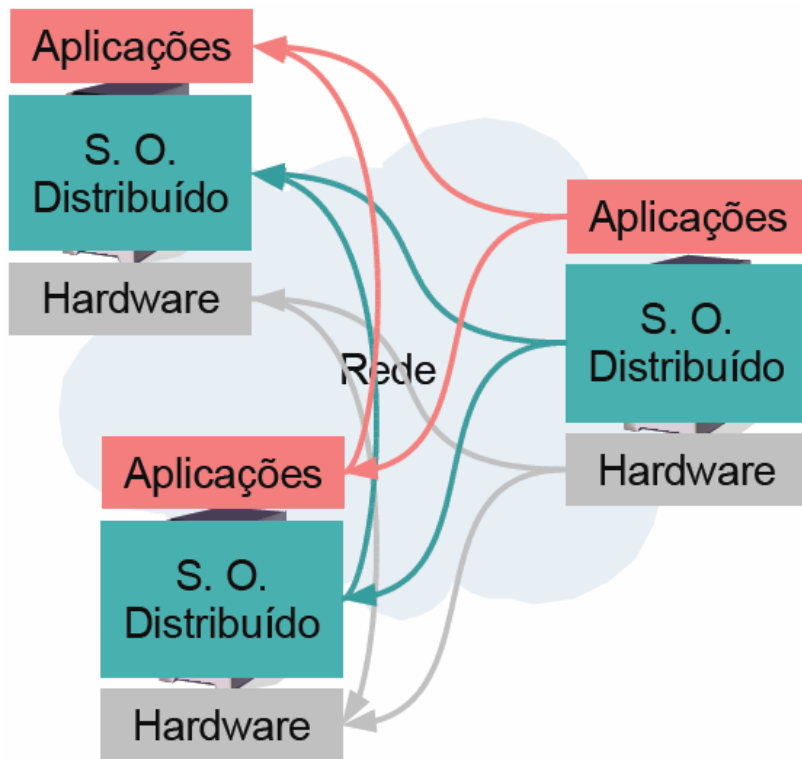 Aplicações
S. O.
Distribuído
Hardware
Aplicações
S. O.
Distribuído
Hardware
Rede
Aplicações
S. O.
Distribuído
Hardware